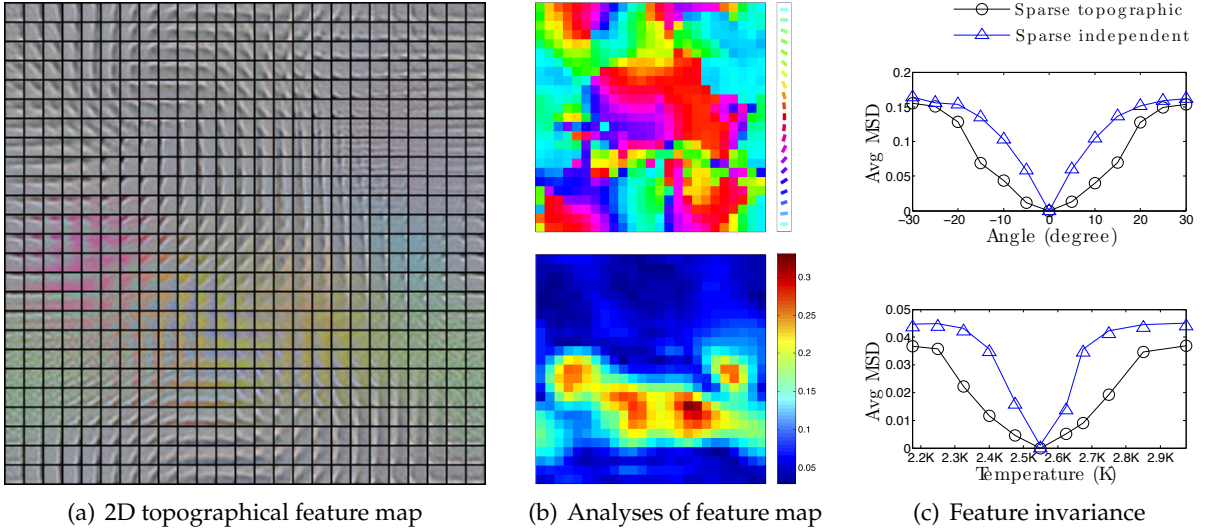 Sparse topographic
Sparse independent
0.2
0.15
0.1
0.05
0
Avg MSD
−30
−20
−10
0
10
20
30
Angle (degree)
0.3
0.25
0.2
0.15
0.1
0.05
0.05
0.04
0.03
0.02
0.01
0
Avg MSD
2.2K
2.3K
2.4K
2.5K
2.6K
2.7K
2.8K
2.9K
Temperature (K)
(a) 2D topographical feature map
(b) Analyses of feature map
(c) Feature invariance